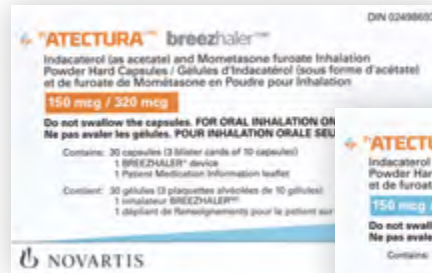 DIN 02498693
"ATECTURA™ breezhaler™
Indacaterol (as acetate) and Mometasone furoate Inhalation
Powder Hard Capsules / Gélules d'Indacatérol (sous forme d'acétate)
et de furoate de Mométasone en Poudre pour Inhalation
150 mcg / 320 mcg
Do not swallow the capsules. FOR ORAL INHALATION ON
Ne pas avaler les gélules. POUR INHALATION ORALE SEU
Contains: 30 capsules (3 blister cards of 10 capsules)
1 BREEZHALER® device
1 Patient Medication Information leaflet
Contient: 30 gélules (3 plaquettes alvéolées de 10 gélules)
1 inhalateur BREEZHALER
1 dépliant de Renseignements pour le patient sur
NOVARTIS
"ATECTU
Indacaterol
Powder Har
et de furoat
150 mcg
Do not swall
Ne pas avale
Contains: